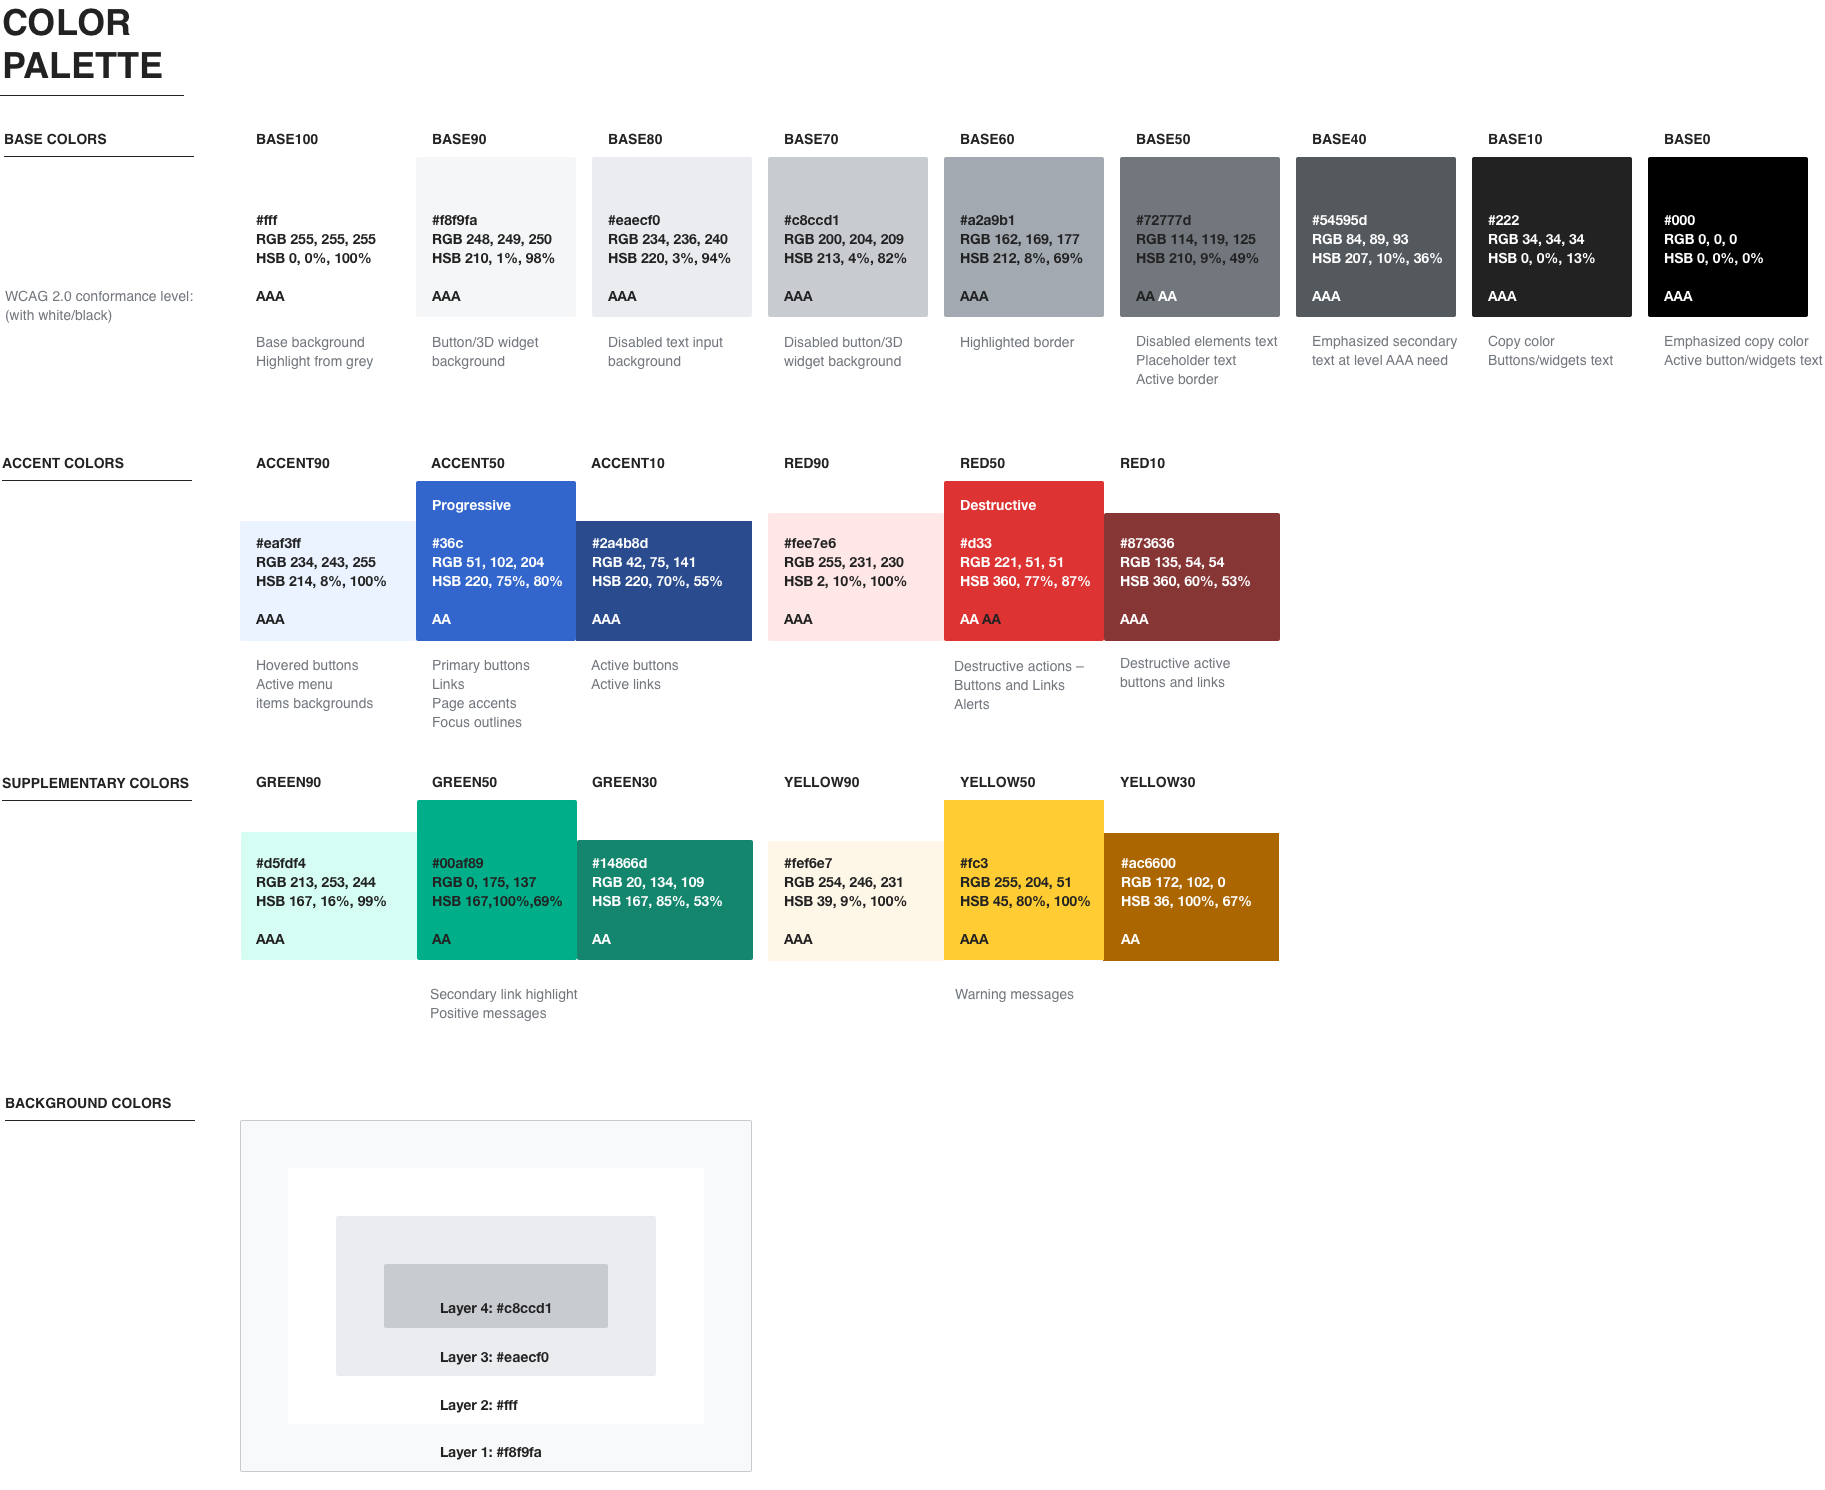 COLOR
PALETTE
BASE COLORS
WCAG 2.0 conformance level:
(with white/black)
BASE100
#fff
RGB 255, 255, 255
HSB 0, 0%, 100%
AAA
Base background
Highlight from grey
BASE90
#f8f9fa
RGB 248, 249, 250
HSB 210, 1%, 98%
AAA
Button/3D widget
background
BASE80
#eaecf0
RGB 234, 236, 240
HSB 220, 3%, 94%
AAA
Disabled text input
background
BASE70
#c8ccd1
RGB 200, 204, 209
HSB 213, 4%, 82%
AAA
Disabled button/3D
widget background
BASE60
#a2a9b1
RGB 162, 169, 177
HSB 212, 8%, 69%
AAA
Highlighted border
BASE50
#72777d
RGB 114, 119, 125
HSB 210, 9%, 49%
AA AA
Disabled elements text
Placeholder text
Active border
BASE40
#54595d
RGB 84, 89, 93
HSB 207, 10%, 36%
AAA
Emphasized secondary
text at level AAA need
BASE10
#222
RGB 34, 34, 34
HSB 0, 0%, 13%
AAA
Copy color
Buttons/widgets text
BASE0
#000
RGB 0, 0, 0
HSB 0, 0%, 0%
AAA
Emphasized copy color
Active button/widgets text
ACCENT COLORS
ACCENT90
#eaf3ff
RGB 234, 243, 255
HSB 214, 8%, 100%
AAA
Hovered buttons
Active menu
items backgrounds
ACCENT50
Progressive
#36c
RGB 51, 102, 204
HSB 220, 75%, 80%
AA
Primary buttons
Links
Page accents
Focus outlines
ACCENT10
#2a4b8d
RGB 42, 75, 141
HSB 220, 70%, 55%
AAA
Active buttons
Active links
RED90
#fee7e6
RGB 255, 231, 230
HSB 2, 10%, 100%
AAA
RED50
Destructive
#d33
RGB 221, 51, 51
HSB 360, 77%, 87%
AA AA
Destructive actions –
Buttons and Links
Alerts
RED10
#873636
RGB 135, 54, 54
HSB 360, 60%, 53%
AAA
Destructive active
buttons and links
SUPPLEMENTARY COLORS
GREEN90
#d5fdf4
RGB 213, 253, 244
HSB 167, 16%, 99%
AAA
GREEN50
#00af89
RGB 0, 175, 137
HSB 167,100%,69%
AA
Secondary link highlight
Positive messages
GREEN30
#14866d
RGB 20, 134, 109
HSB 167, 85%, 53%
AA
YELLOW90
#fef6e7
RGB 254, 246, 231
HSB 39, 9%, 100%
AAA
YELLOW50
#fc3
RGB 255, 204, 51
HSB 45, 80%, 100%
AAA
Warning messages
YELLOW30
#ac6600
RGB 172, 102, 0
HSB 36, 100%, 67%
AA
BACKGROUND COLORS
Layer 4: #c8ccd1
Layer 3: #eaecf0
Layer 2: #fff
Layer 1: #f8f9fa